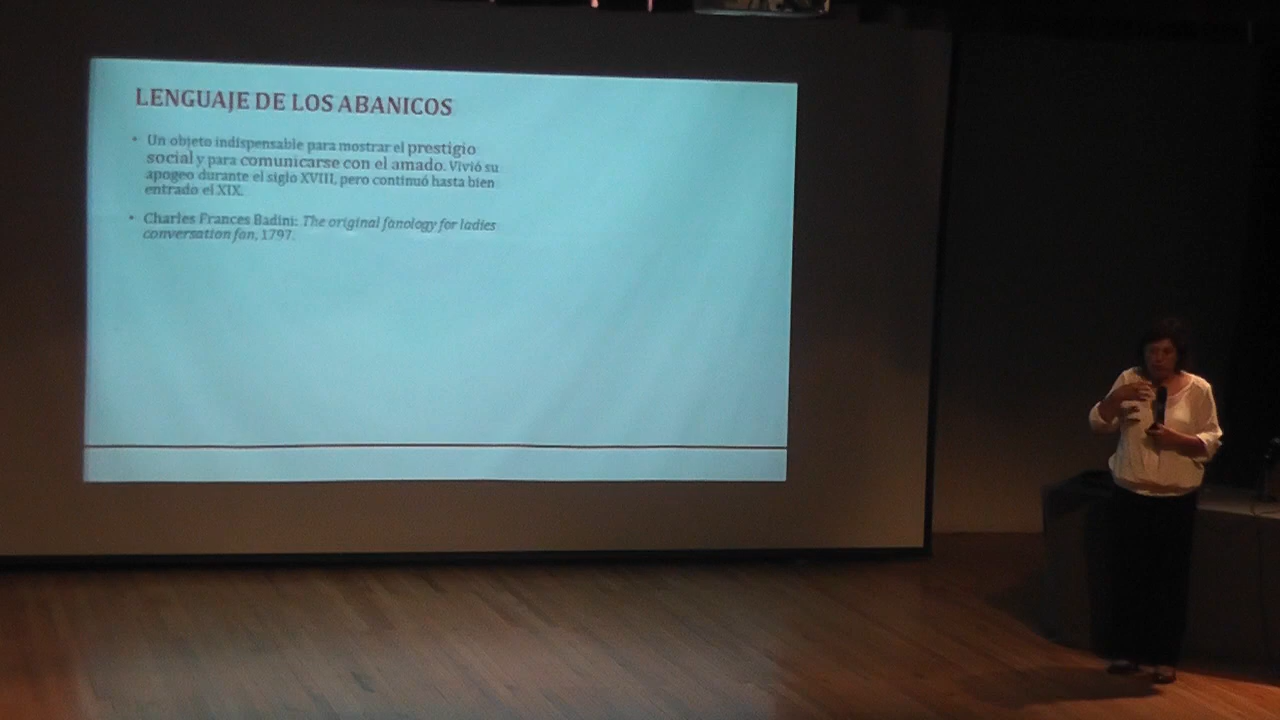 LENGUAJE DE LOS ABANICOS
• Un objeto indispensable para mostrar el prestigio
social y para comunicarse con el amado. Vivió su
apogeo durante el siglo XVIII, pero continuó hasta bien
entrado el XIX.
• Charles Frances Badini: The original fanology for ladies
conversation fan, 1797.